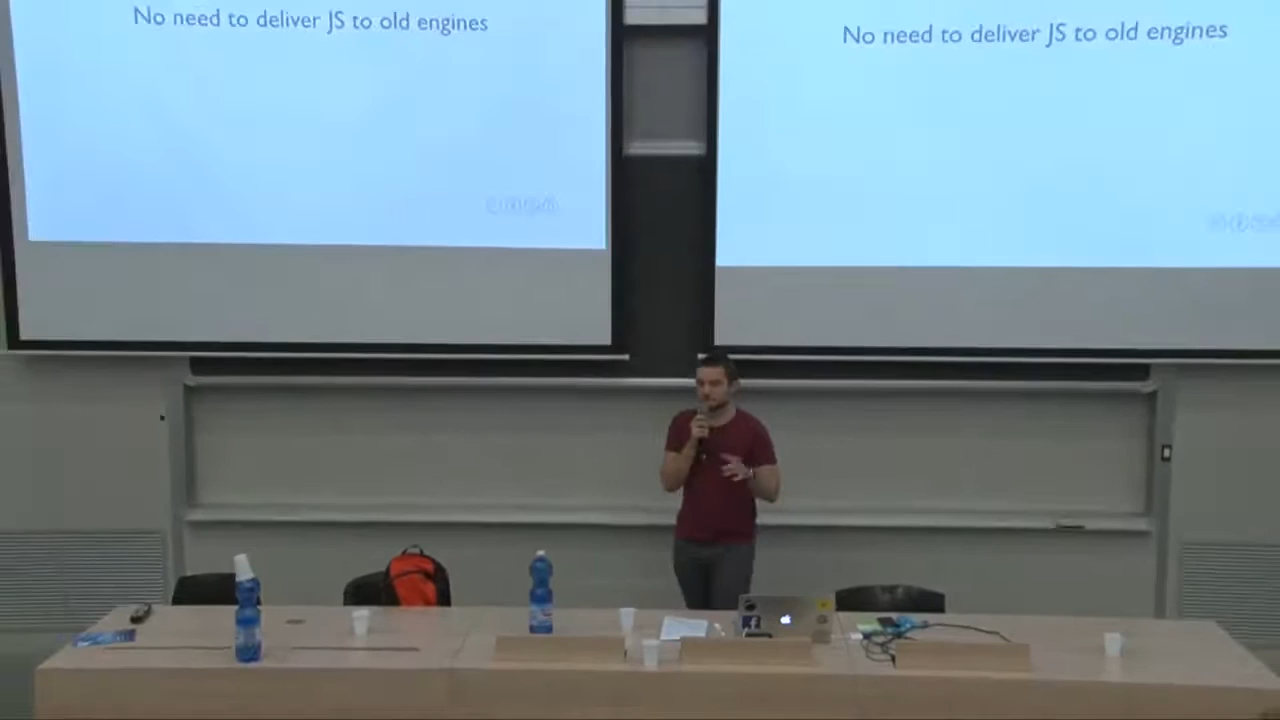 No need to deliver JS to old engines
No need to deliver JS to old engines
f